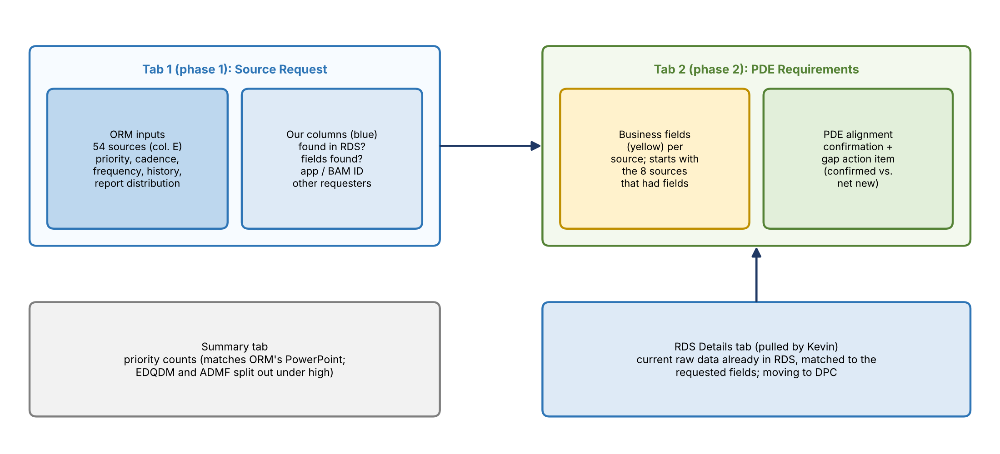 Tab 1 (phase 1): Source Request
ORM inputs
54 sources (col. E)
priority, cadence,
frequency, history,
report distribution
Our columns (blue)
found in RDS?
fields found?
app / BAM ID
other requesters
Tab 2 (phase 2): PDE Requirements
Business fields
(yellow) per
source; starts with
the 8 sources
that had fields
PDE alignment
confirmation +
gap action item
(confirmed vs.
net new)
Summary tab
priority counts (matches ORM's PowerPoint;
EDQDM and ADMF split out under high)
RDS Details tab (pulled by Kevin)
current raw data already in RDS, matched to the
requested fields; moving to DPC